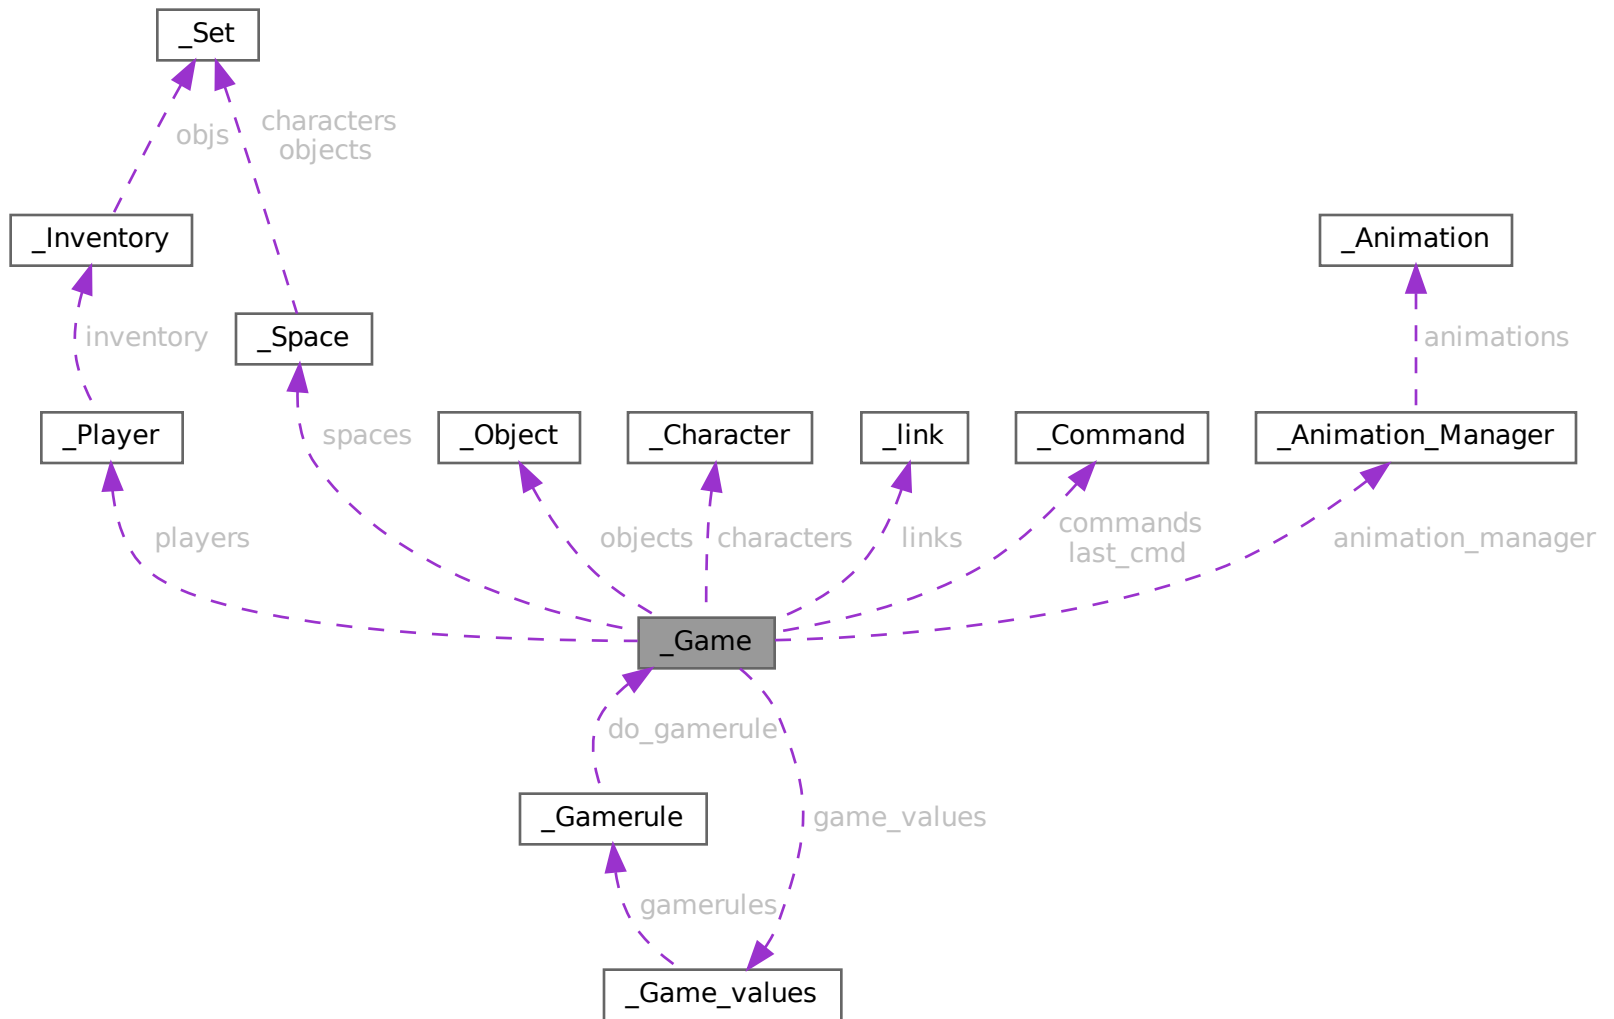 _Set
characters
objects
objs
_Inventory
_Animation
_Space
inventory
animations
_Player
spaces
_Object
_Character
_link
_Command
_Animation_Manager
players
objects
characters
links
commands
last_cmd
animation_manager
_Game
do_gamerule
_Gamerule
game_values
gamerules
_Game_values